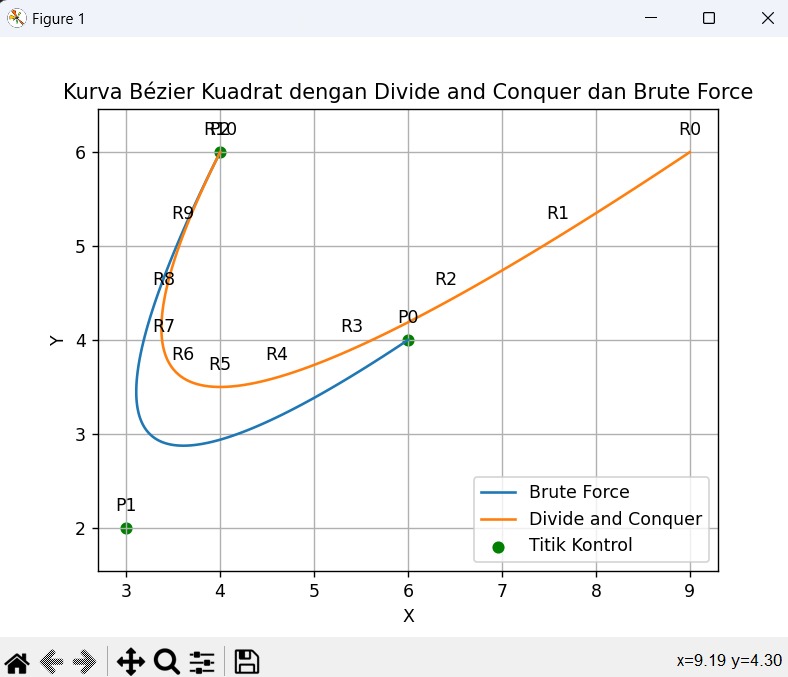 Figure 1
Kurva Bézier Kuadrat dengan Divide and Conquer dan Brute Force
R10
P2
R0
R9
R1
R8
R2
R7
R3
P0
R6
R5
R4
P1
6
5
4
3
2
Y
Brute Force
Divide and Conquer
Titik Kontrol
3 4 5 6 7 8 9
X
x=9.19 y=4.30